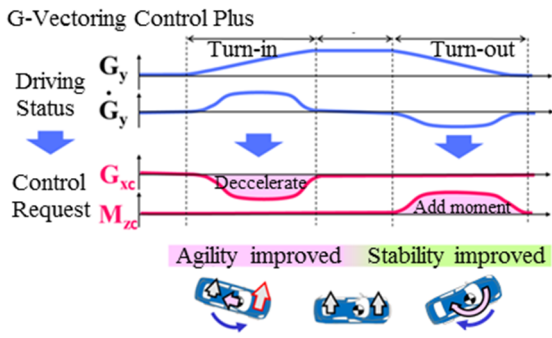 G-Vectoring Control Plus
Turn-in
Turn-out
Driving
Status
Gy
Ġy
Control
Request
Gxc
Deccelerate
Mzc
Add moment
Agility improved
Stability improved